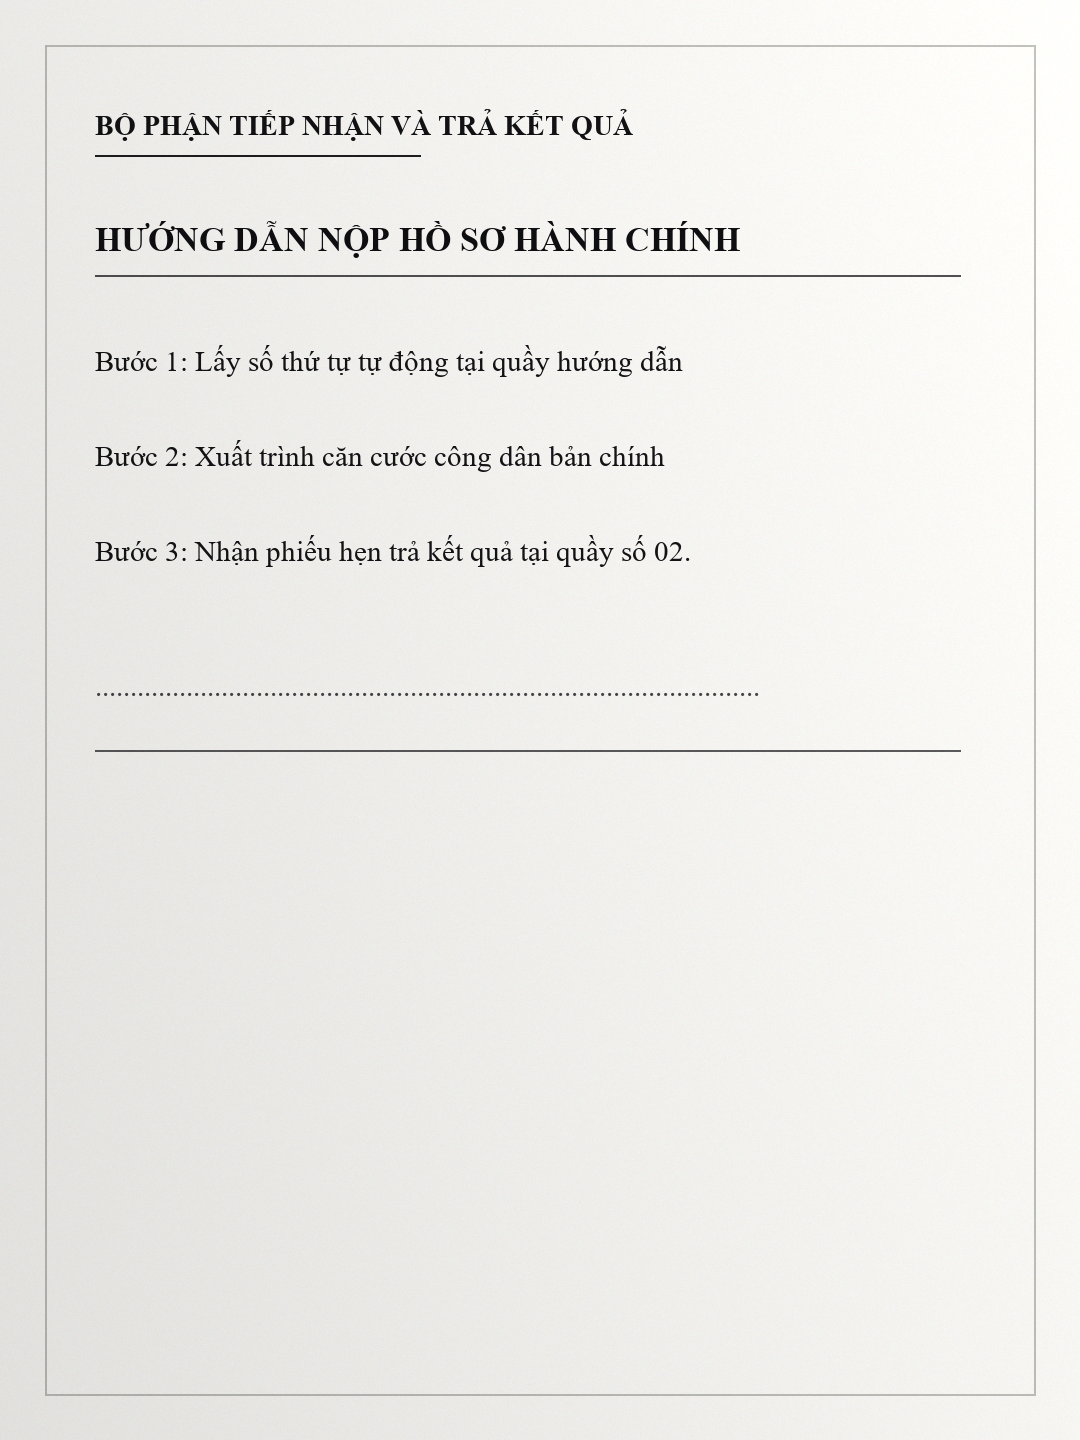 BỘ PHẬN TIẾP NHẬN VÀ TRẢ KẾT QUẢ
HƯỚNG DẪN NỘP HỒ SƠ HÀNH CHÍNH
Bước 1: Lấy số thứ tự tự động tại quầy hướng dẫn
Bước 2: Xuất trình căn cước công dân bản chính
Bước 3: Nhận phiếu hẹn trả kết quả tại quầy số 02.
...............................................................................................